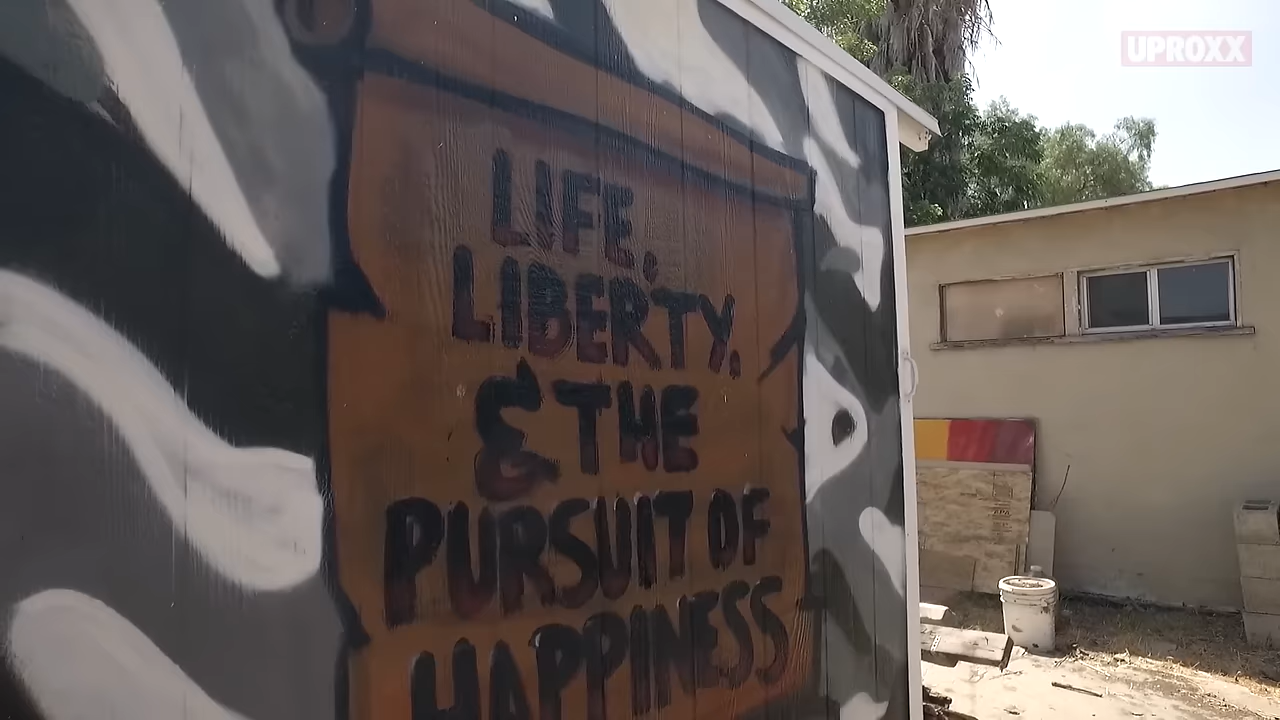 UPROXX
LIFE,
LIBERTY,
& THE
PURSUIT OF
HAPPINESS